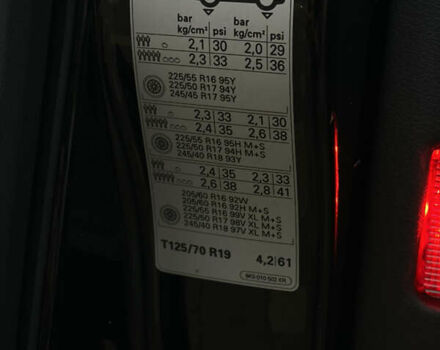 bar psi bar psi
kg/cm² kg/cm²
2,1 30 2,0 29
2,3 33 2,5 36
225/55 R16 95Y
225/50 R17 94Y
245/45 R17 95Y
2,3 33 2,1 30
2,4 35 2,6 38
225/55 R16 95H M+S
225/50 R17 94H M+S
245/40 R18 93Y
2,4 35 2,3 33
2,6 38 2,8 41
205/60 R16 92W
205/60 R16 92H M+S
225/55 R16 99V XL M+S
225/50 R17 98V XL M+S
245/40 R18 97V XL M+S
T125/70 R19 4,2 61